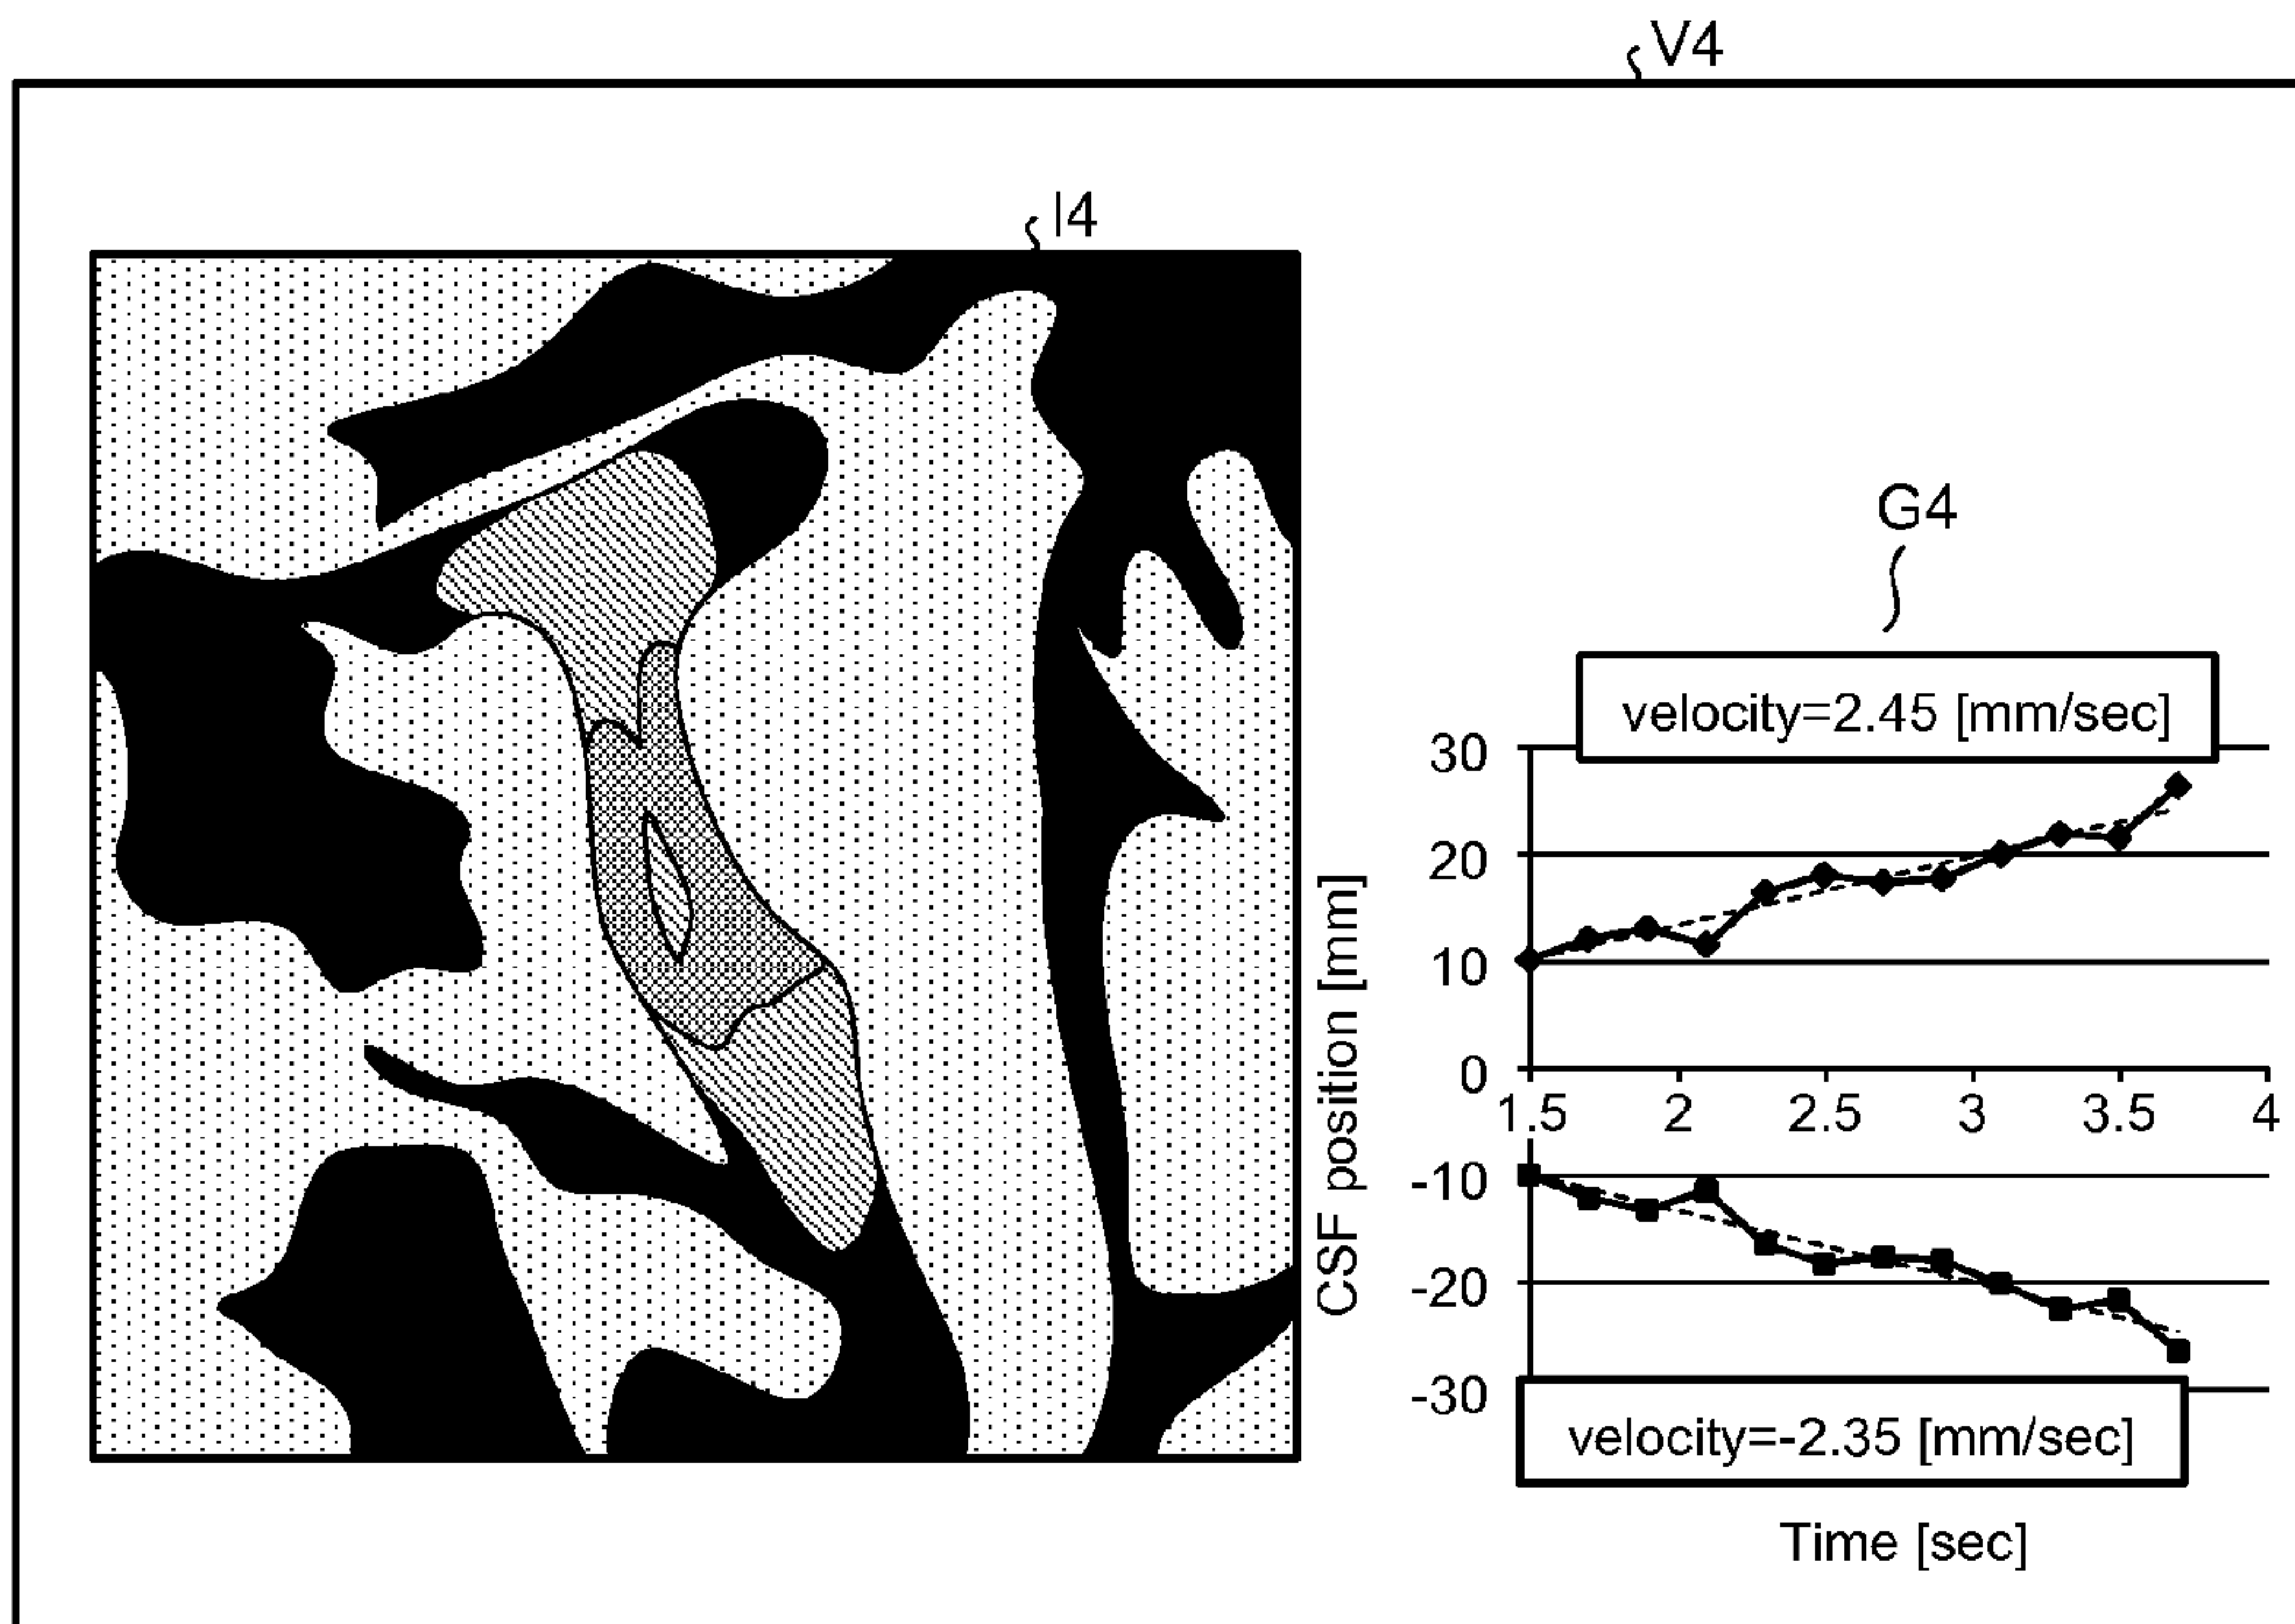 V4
I4
G4
velocity=2.45 [mm/sec]
30
20
10
0
1.5 2 2.5 3 3.5 4
-10
-20
-30
CSF position [mm]
velocity=-2.35 [mm/sec]
Time [sec]